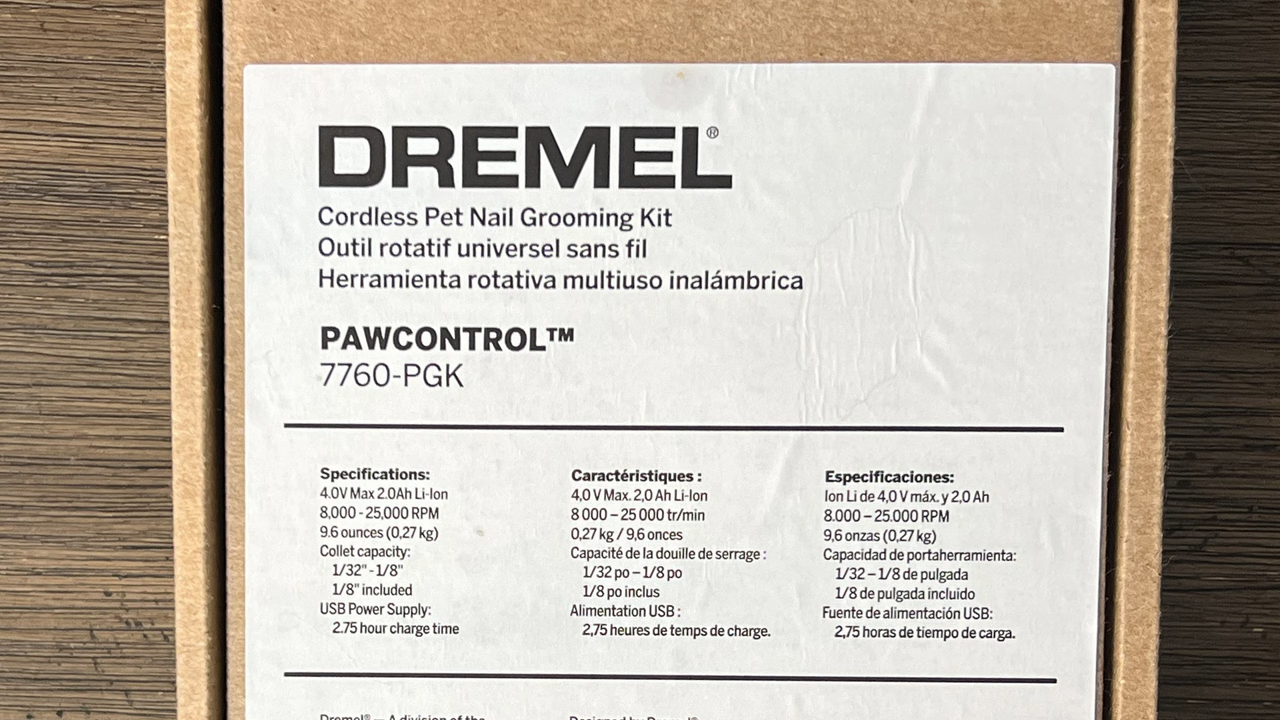 DREMEL®
Cordless Pet Nail Grooming Kit
Outil rotatif universel sans fil
Herramienta rotativa multiuso inalámbrica
PAWCONTROL™
7760-PGK
Specifications:
4.0V Max 2.0Ah Li-Ion
8,000 - 25,000 RPM
9.6 ounces (0,27 kg)
Collet capacity:
1/32" - 1/8"
1/8" included
USB Power Supply:
2.75 hour charge time
Caractéristiques :
4,0 V Max. 2,0 Ah Li-Ion
8 000 – 25 000 tr/min
0,27 kg / 9,6 onces
Capacité de la douille de serrage :
1/32 po – 1/8 po
1/8 po inclus
Alimentation USB :
2,75 heures de temps de charge.
Especificaciones:
Ion Li de 4,0 V máx. y 2,0 Ah
8.000 – 25.000 RPM
9,6 onzas (0,27 kg)
Capacidad de portaherramienta:
1/32 – 1/8 de pulgada
1/8 de pulgada incluido
Fuente de alimentación USB:
2,75 horas de tiempo de carga.
Dremel® — A division of the
Designed by Dremel®